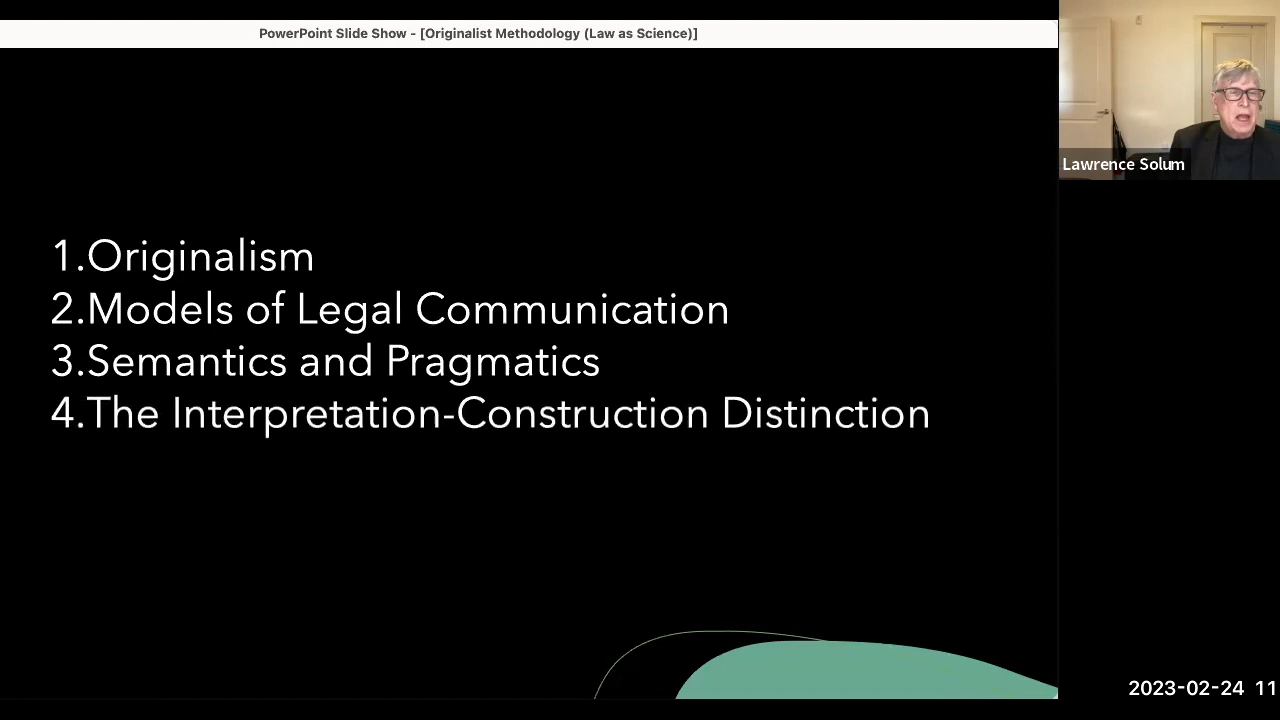 PowerPoint Slide Show - [Originalist Methodology (Law as Science)]
1.Originalism
2.Models of Legal Communication
3.Semantics and Pragmatics
4.The Interpretation-Construction Distinction
Lawrence Solum
2023-02-24 11